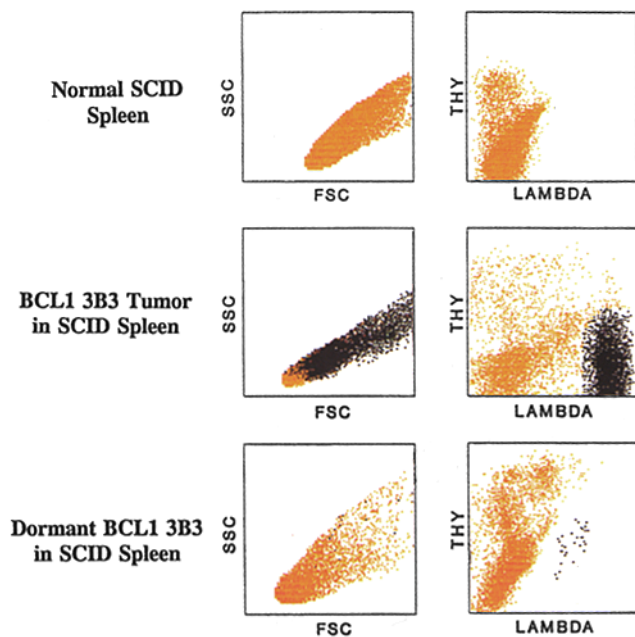 Normal SCID
Spleen
SSC
FSC
THY
LAMBDA
BCL1 3B3 Tumor
in SCID Spleen
SSC
FSC
THY
LAMBDA
Dormant BCL1 3B3
in SCID Spleen
SSC
FSC
THY
LAMBDA